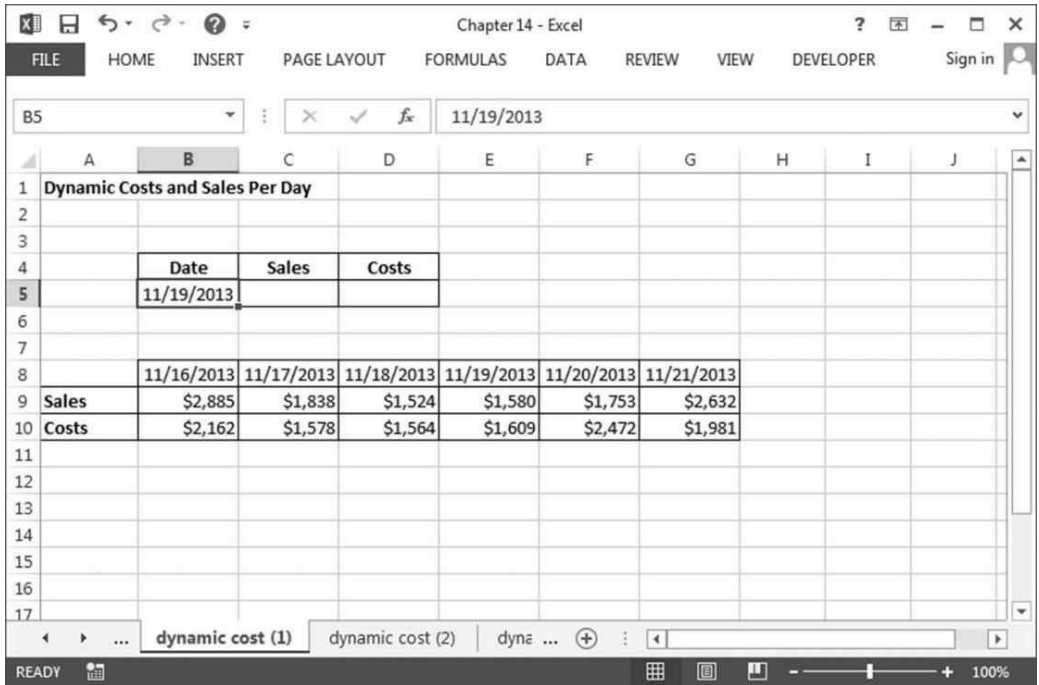 Chapter 14 - Excel
FILE HOME INSERT PAGE LAYOUT FORMULAS DATA REVIEW VIEW DEVELOPER Sign in
B5 fx 11/19/2013
A B C D E F G H I J
1 Dynamic Costs and Sales Per Day
2
3
4 Date Sales Costs
5 11/19/2013
6
7
8 11/16/2013 11/17/2013 11/18/2013 11/19/2013 11/20/2013 11/21/2013
9 Sales $2,885 $1,838 $1,524 $1,580 $1,753 $2,632
10 Costs $2,162 $1,578 $1,564 $1,609 $2,472 $1,981
11
12
13
14
15
16
17
... dynamic cost (1) dynamic cost (2) dyna ...
READY 100%